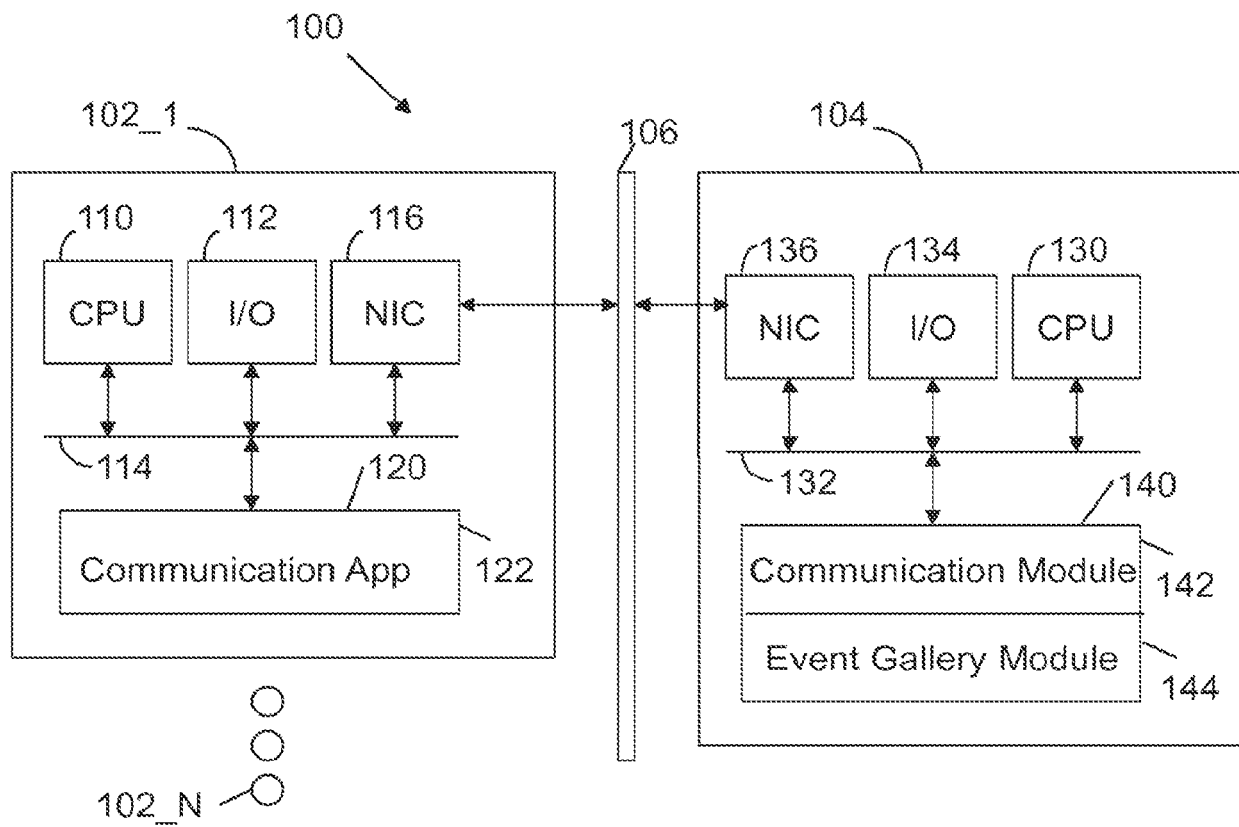 100
102_1
106
104
110
112
116
136
134
130
CPU
I/O
NIC
NIC
I/O
CPU
114
120
132
140
Communication App
122
Communication Module
142
Event Gallery Module
144
102_N